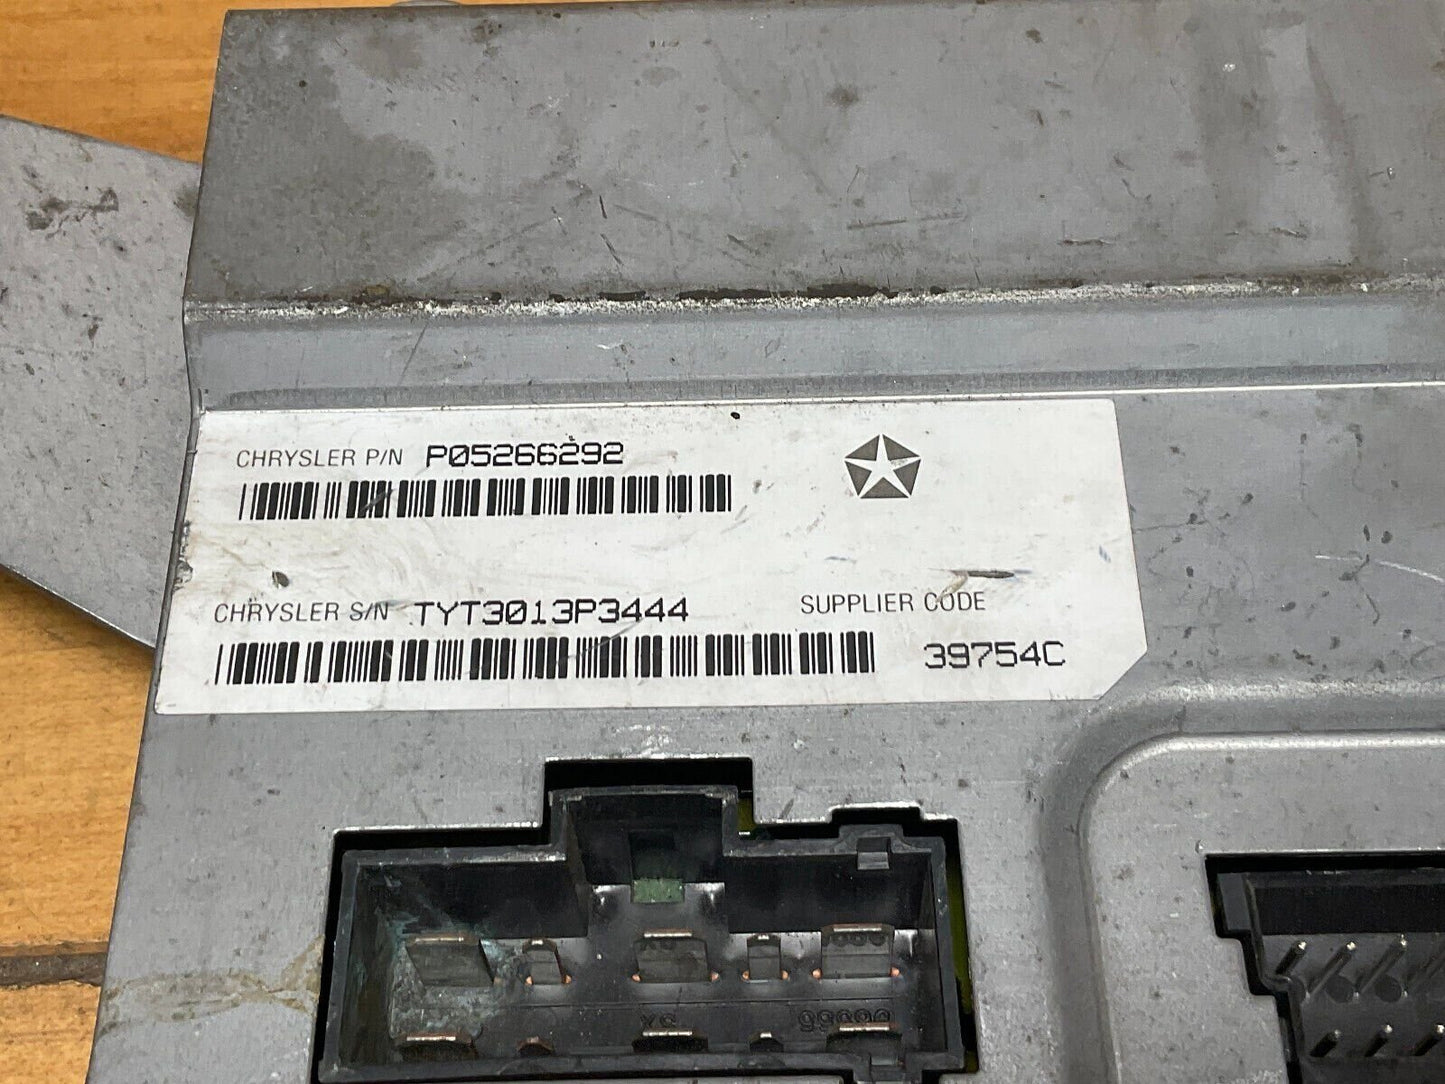 CHRYSLER P/N P05266292
CHRYSLER S/N TYT3013P3444
SUPPLIER CODE
39754C